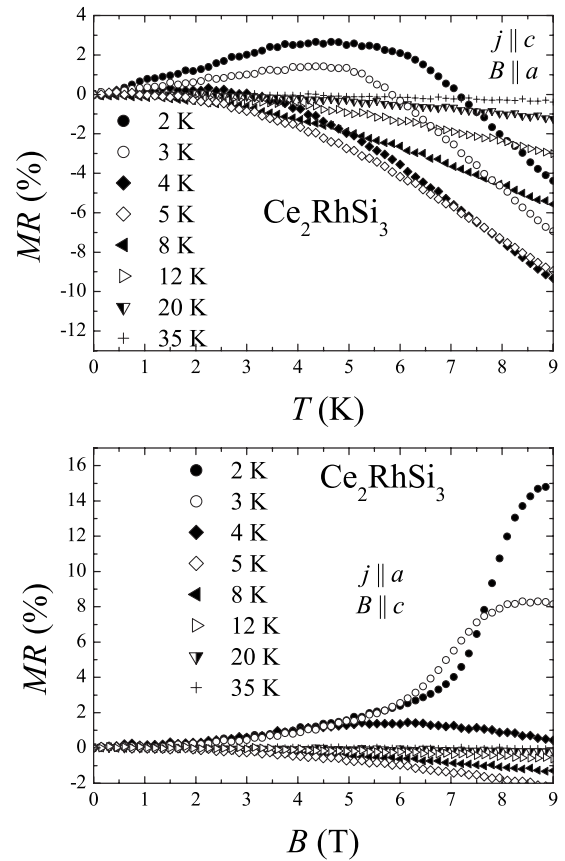 j || c
B || a
2
0
-2
-4
-6
-8
-10
-12
MR (%)
2 K
3 K
4 K
5 K
8 K
12 K
20 K
35 K
Ce2RhSi3
0 1 2 3 4 5 6 7 8 9
T (K)
16
14
12
10
8
6
4
2
0
-2
MR (%)
Ce2RhSi3
2 K
3 K
4 K
5 K
8 K
12 K
20 K
35 K
j || a
B || c
0 1 2 3 4 5 6 7 8 9
B (T)